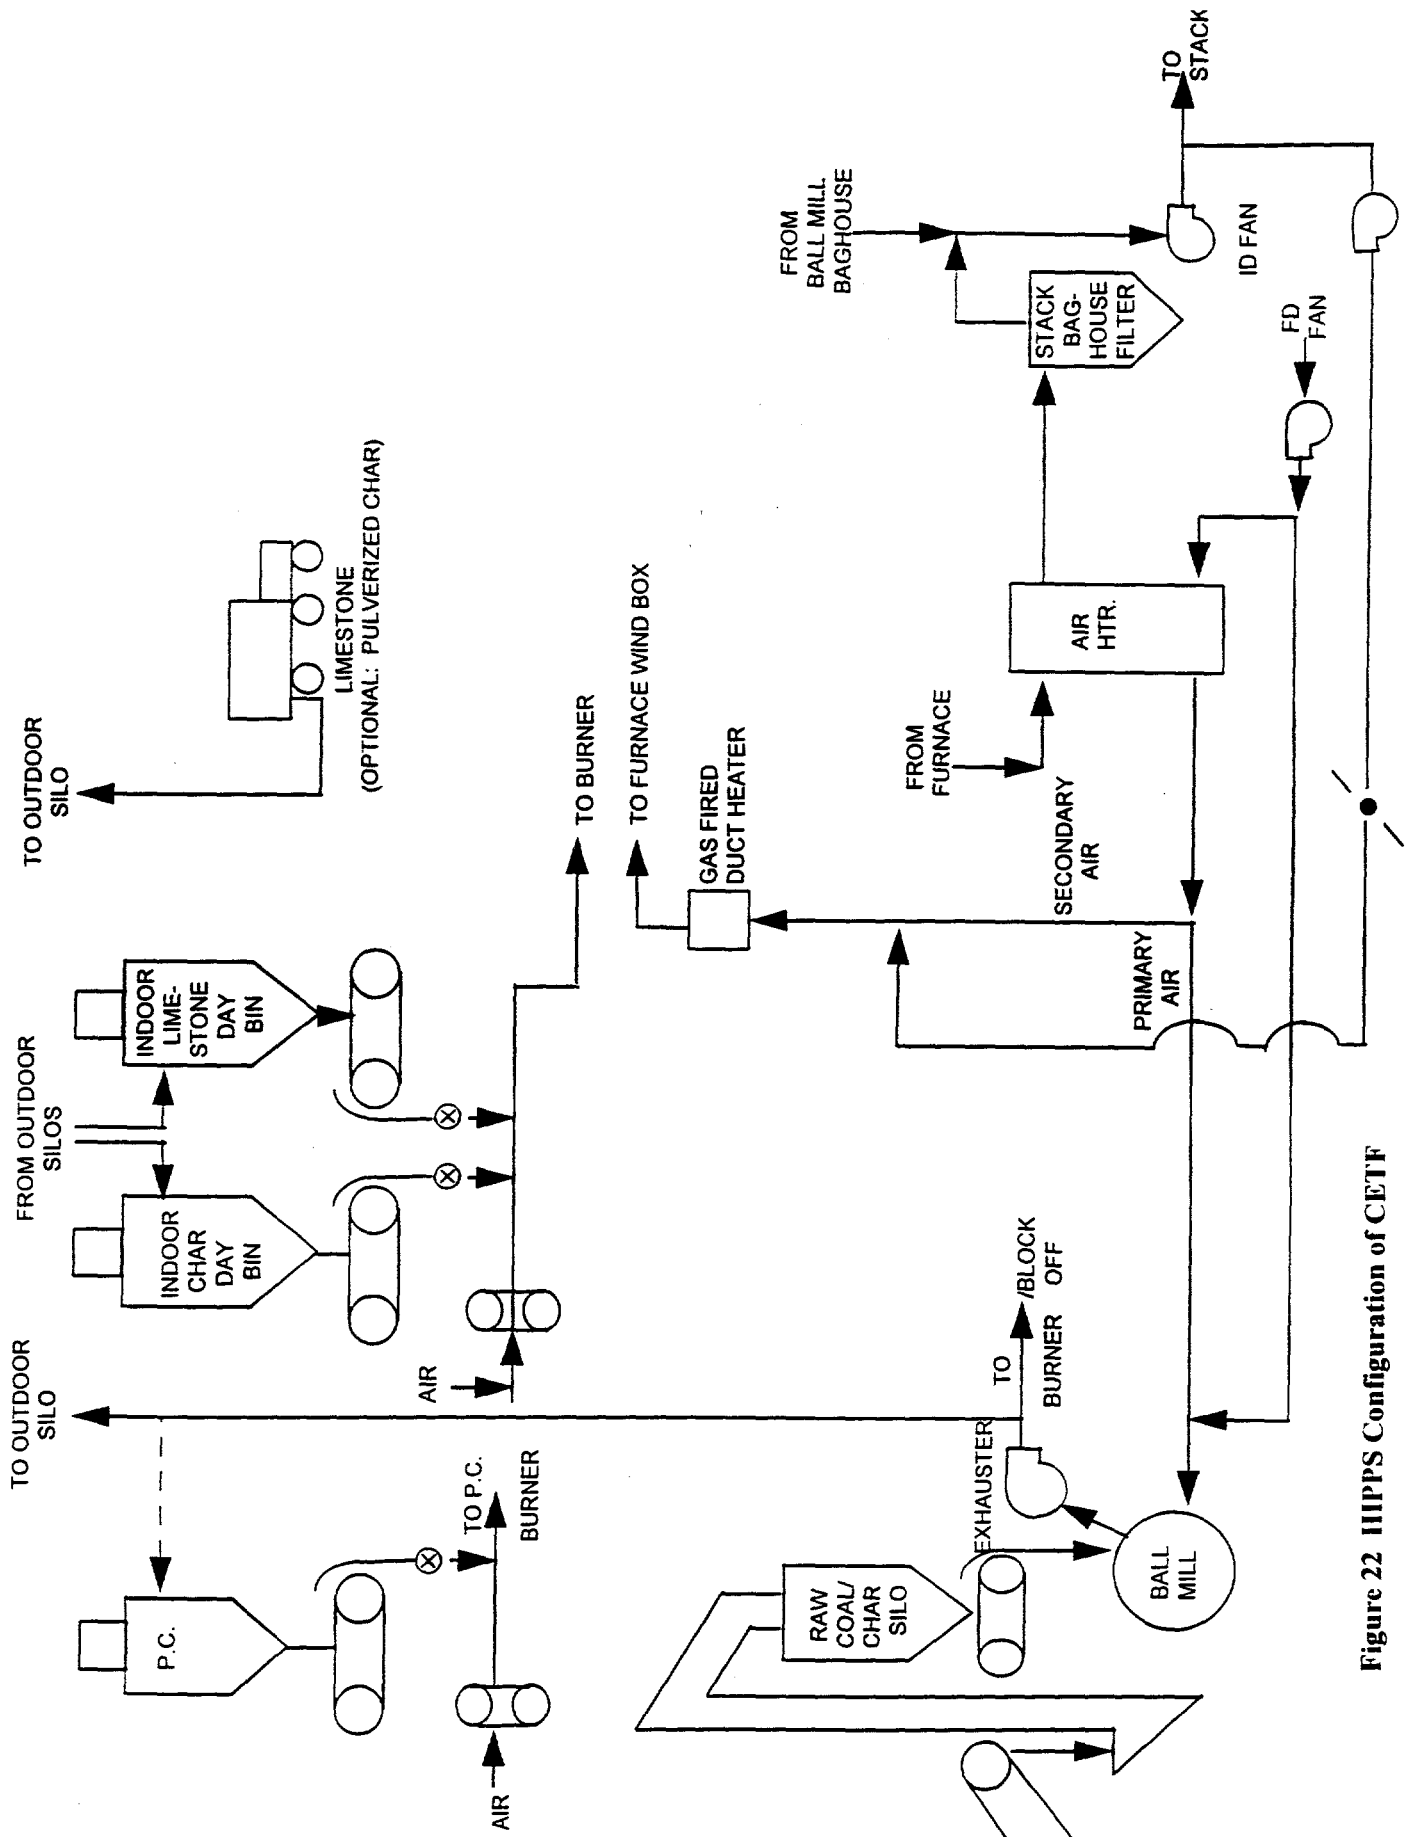 TO OUTDOOR
SILO
P.C.
AIR
TO P.C.
BURNER
RAW
COAL/
CHAR
SILO
EXHAUSTER
BALL
MILL
TO
BURNER
/BLOCK
OFF
FROM OUTDOOR
SILOS
INDOOR
CHAR
DAY
BIN
INDOOR
LIME-
STONE
DAY
BIN
AIR
TO BURNER
TO FURNACE WIND BOX
GAS FIRED
DUCT HEATER
PRIMARY
AIR
SECONDARY
AIR
TO OUTDOOR
SILO
LIMESTONE
(OPTIONAL: PULVERIZED CHAR)
FROM
FURNACE
AIR
HTR.
STACK
BAG-
HOUSE
FILTER
FROM
BALL MILL
BAGHOUSE
FD
FAN
ID FAN
TO
STACK
Figure 22 HIPPS Configuration of CETF